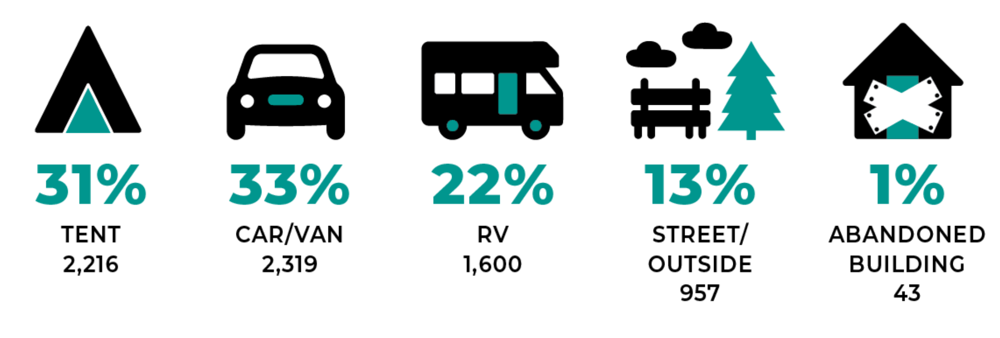 31%
TENT
2,216
33%
CAR/VAN
2,319
22%
RV
1,600
13%
STREET/
OUTSIDE
957
1%
ABANDONED
BUILDING
43